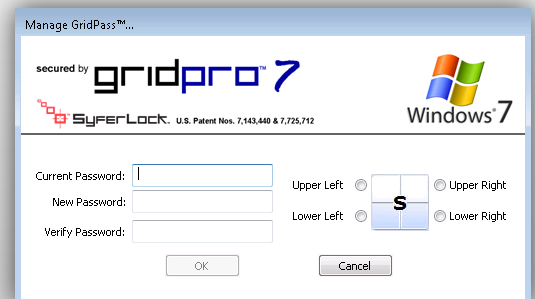 Manage GridPass™...
secured by gridpro™ 7
SyferLock. U.S. Patent Nos. 7,143,440 & 7,725,712
Windows® 7
Current Password:
New Password:
Verify Password:
Upper Left
Upper Right
S
Lower Left
Lower Right
OK
Cancel